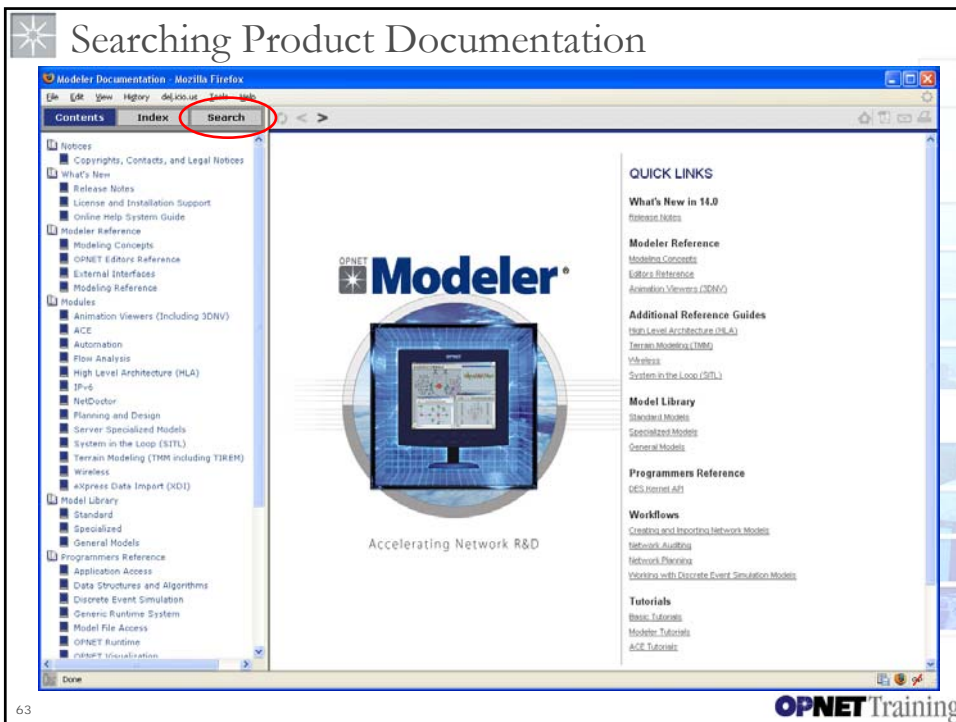 Searching Product Documentation
Modeler Documentation - Mozilla Firefox
File Edit View History del.icio.us Tools Help
Contents Index Search < >
Notices
Copyrights, Contacts, and Legal Notices
What's New
Release Notes
License and Installation Support
Online Help System Guide
Modeler Reference
Modeling Concepts
OPNET Editors Reference
External Interfaces
Modeling Reference
Modules
Animation Viewers (Including 3DNV)
ACE
Automation
Flow Analysis
High Level Architecture (HLA)
IPv6
NetDoctor
Planning and Design
Server Specialized Models
System in the Loop (SITL)
Terrain Modeling (TMM including TIREM)
Wireless
eXpress Data Import (XDI)
Model Library
Standard
Specialized
General Models
Programmers Reference
Application Access
Data Structures and Algorithms
Discrete Event Simulation
Generic Runtime System
Model File Access
OPNET Runtime
OPNET Visualization
OPNET
Modeler®
Accelerating Network R&D
QUICK LINKS
What's New in 14.0
Release Notes
Modeler Reference
Modeling Concepts
Editors Reference
Animation Viewers (3DNV)
Additional Reference Guides
High Level Architecture (HLA)
Terrain Modeling (TMM)
Wireless
System in the Loop (SITL)
Model Library
Standard Models
Specialized Models
General Models
Programmers Reference
DES Kernel API
Workflows
Creating and Importing Network Models
Network Auditing
Network Planning
Working with Discrete Event Simulation Models
Tutorials
Basic Tutorials
Modeler Tutorials
ACE Tutorials
Done
63
OPNET Training